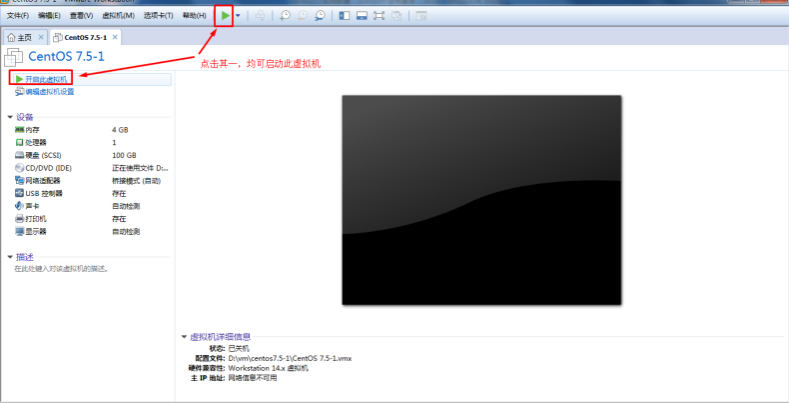 CentOS 7.5-1 - VMware Workstation
文件(F) 编辑(E) 查看(V) 虚拟机(M) 选项卡(T) 帮助(H)
主页 × CentOS 7.5-1 ×
CentOS 7.5-1
点击其一，均可启动此虚拟机
开启此虚拟机
编辑虚拟机设置
设备
内存 4 GB
处理器 1
硬盘 (SCSI) 100 GB
CD/DVD (IDE) 正在使用文件 D:...
网络适配器 桥接模式 (自动)
USB 控制器 存在
声卡 自动检测
打印机 存在
显示器 自动检测
描述
在此处键入对该虚拟机的描述。
虚拟机详细信息
状态: 已关机
配置文件: D:\vm\centos7.5-1\CentOS 7.5-1.vmx
硬件兼容性: Workstation 14.x 虚拟机
主 IP 地址: 网络信息不可用